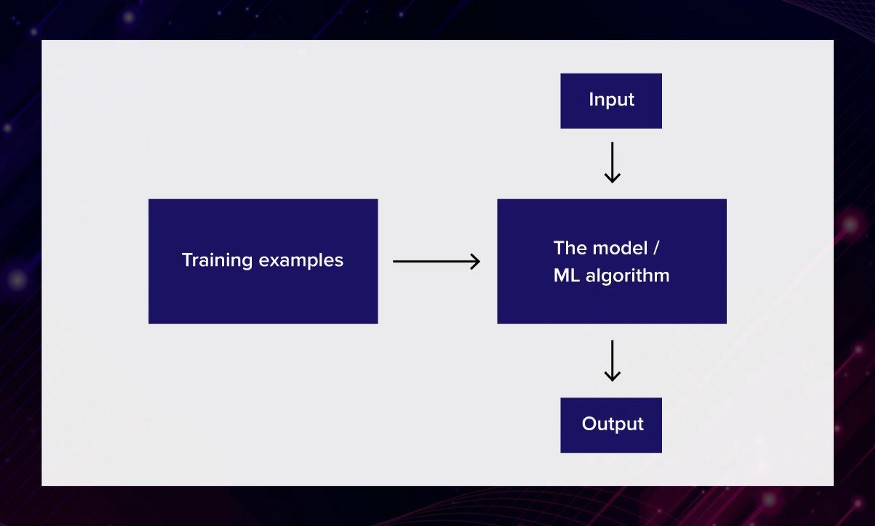 Input
Training examples
The model /
ML algorithm
Output